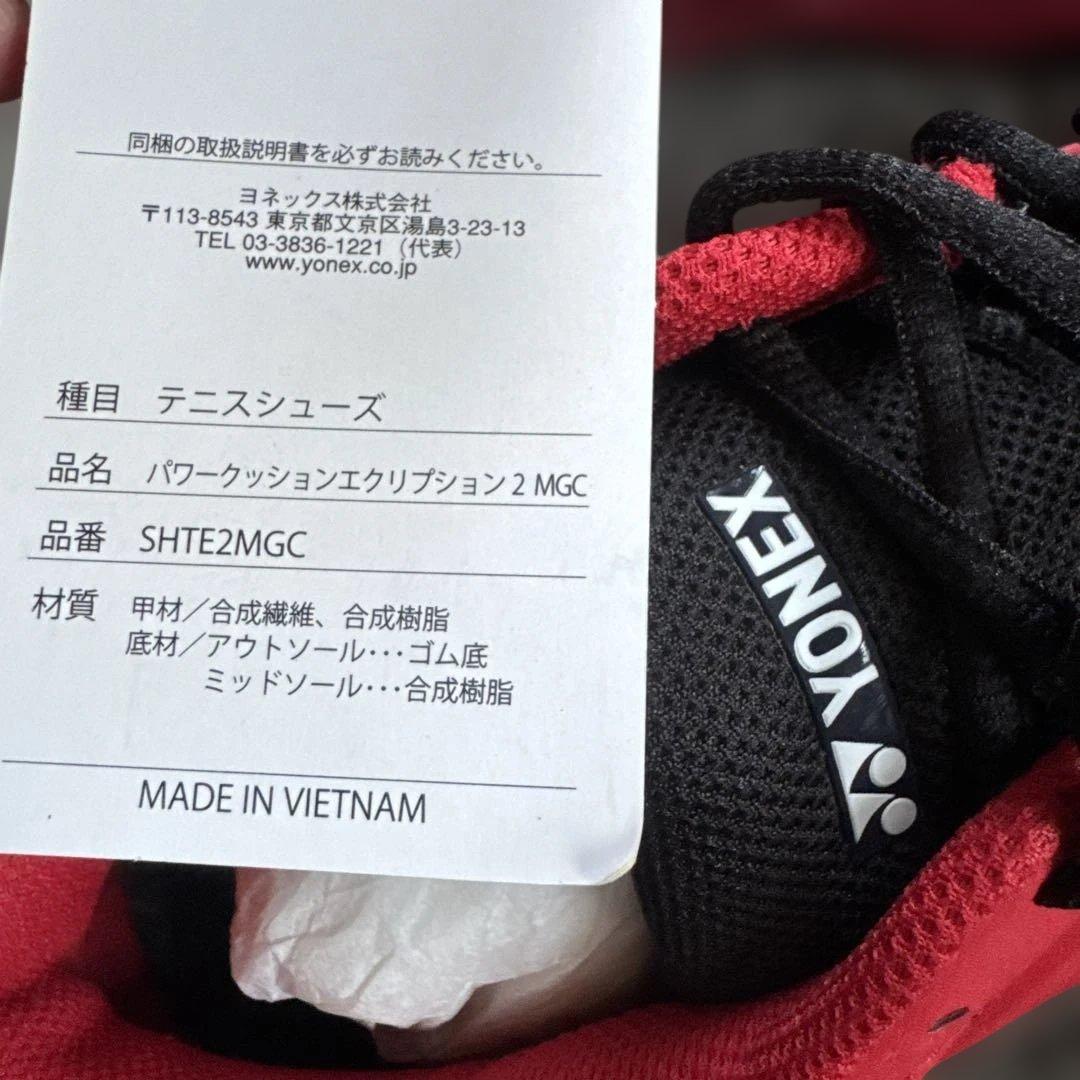 同梱の取扱説明書を必ずお読みください。
ヨネックス株式会社
〒113-8543 東京都文京区湯島3-23-13
TEL 03-3836-1221（代表）
www.yonex.co.jp
種目 テニスシューズ
品名 パワークッションエクリプション2 MGC
品番 SHTE2MGC
材質 甲材／合成繊維、合成樹脂
底材／アウトソール･･･ゴム底
ミッドソール･･･合成樹脂
MADE IN VIETNAM
YONEX